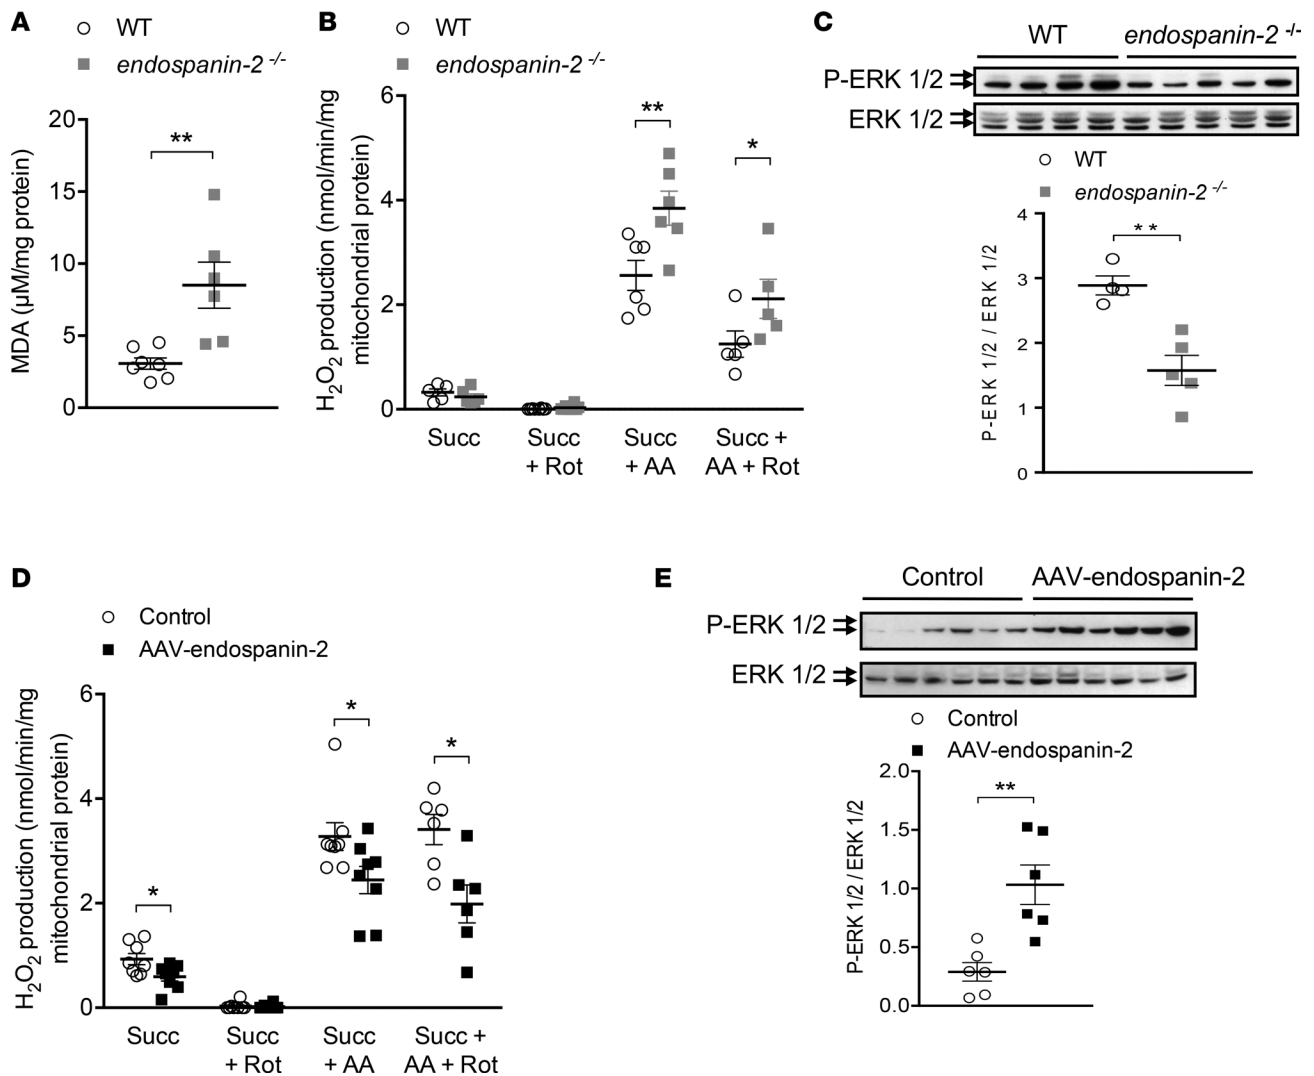 A
WT
endospanin-2 -/-
MDA (µM/mg protein)
20
15
10
5
0
**
B
WT
endospanin-2 -/-
H2O2 production (nmol/min/mg
mitochondrial protein)
6
4
2
0
**
*
Succ
Succ
+ Rot
Succ
+ AA
Succ +
AA + Rot
C
WT
endospanin-2 -/-
P-ERK 1/2
ERK 1/2
WT
endospanin-2 -/-
P-ERK 1/2 / ERK 1/2
4
3
2
1
0
**
D
Control
AAV-endospanin-2
H2O2 production (nmol/min/mg
mitochondrial protein)
6
4
2
0
*
*
*
Succ
Succ
+ Rot
Succ
+ AA
Succ +
AA + Rot
E
Control
AAV-endospanin-2
P-ERK 1/2
ERK 1/2
Control
AAV-endospanin-2
P-ERK 1/2 / ERK 1/2
2.0
1.5
1.0
0.5
0.0
**